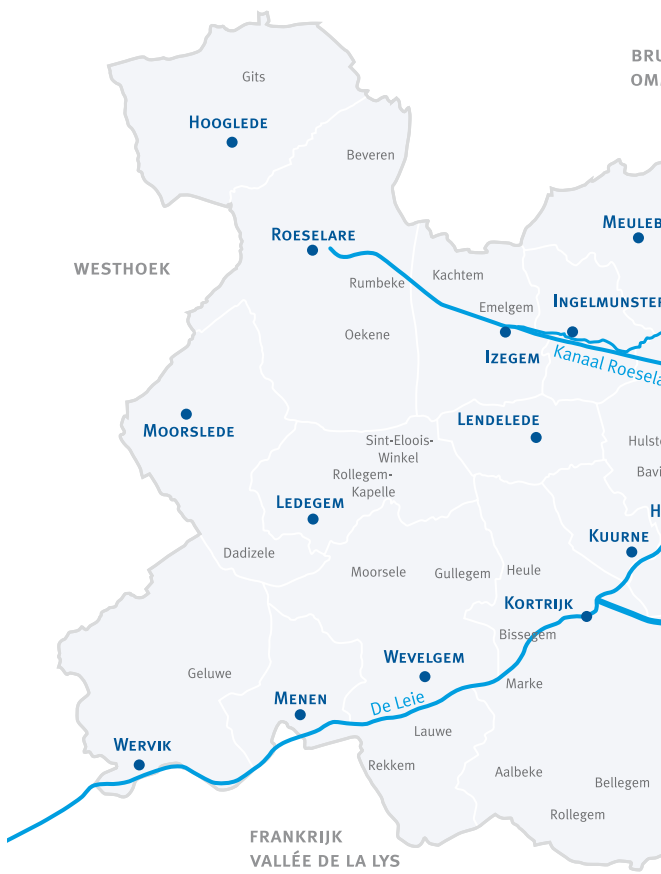 BRU
OM
Gits
HOOGLEDE
Beveren
MEULEB
ROESELARE
WESTHOEK
Kachtem
Rumbeke
Emelgem
INGELMUNSTER
Oekene
IZEGEM
Kanaal Roesela
LENDELEDE
MOORSLEDE
Sint-Eloois-
Winkel
Hulst
Rollegem-
Kapelle
Bavi
LEDEGEM
H
KUURNE
Dadizele
Moorsele
Gullegem
Heule
KORTRIJK
Bissegem
WEVELGEM
Geluwe
Marke
MENEN
De Leie
Lauwe
WERVIK
Rekkem
Aalbeke
Bellegem
Rollegem
FRANKRIJK
VALLÉE DE LA LYS